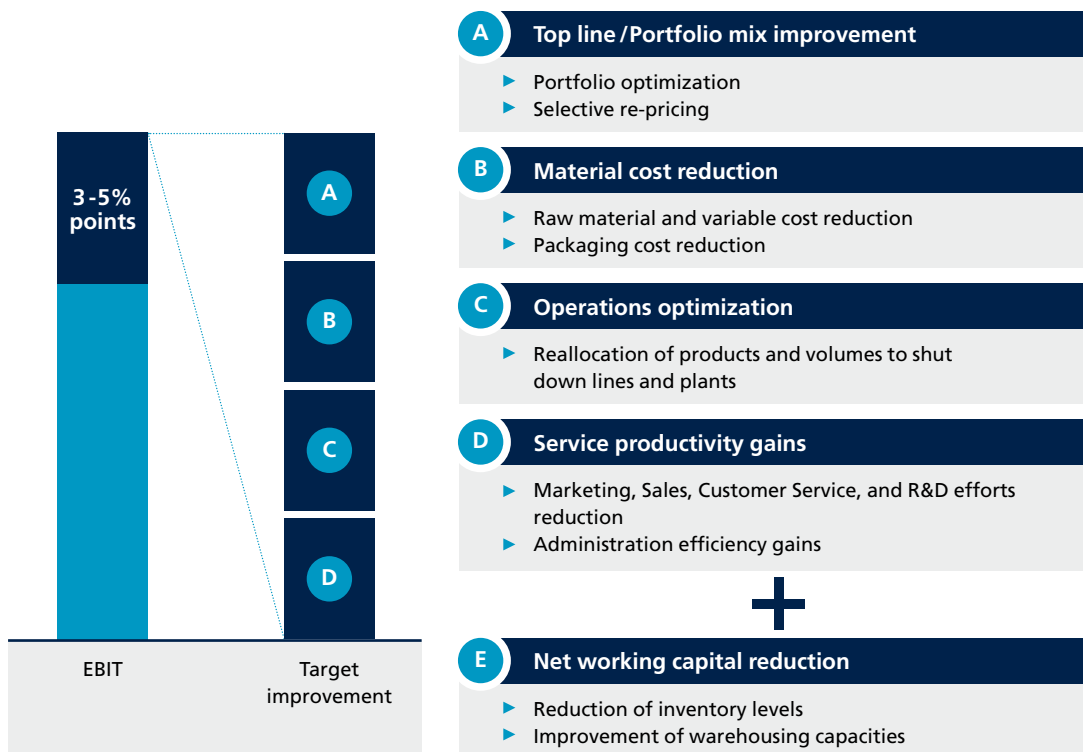 3-5%
points
A
B
C
D
EBIT
Target
improvement
A
Top line/Portfolio mix improvement
► Portfolio optimization
► Selective re-pricing
B
Material cost reduction
► Raw material and variable cost reduction
► Packaging cost reduction
C
Operations optimization
► Reallocation of products and volumes to shut
down lines and plants
D
Service productivity gains
► Marketing, Sales, Customer Service, and R&D efforts
reduction
► Administration efficiency gains
+
E
Net working capital reduction
► Reduction of inventory levels
► Improvement of warehousing capacities